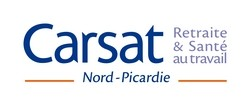 Carsat
Retraite
& Santé
au travail
Nord-Picardie